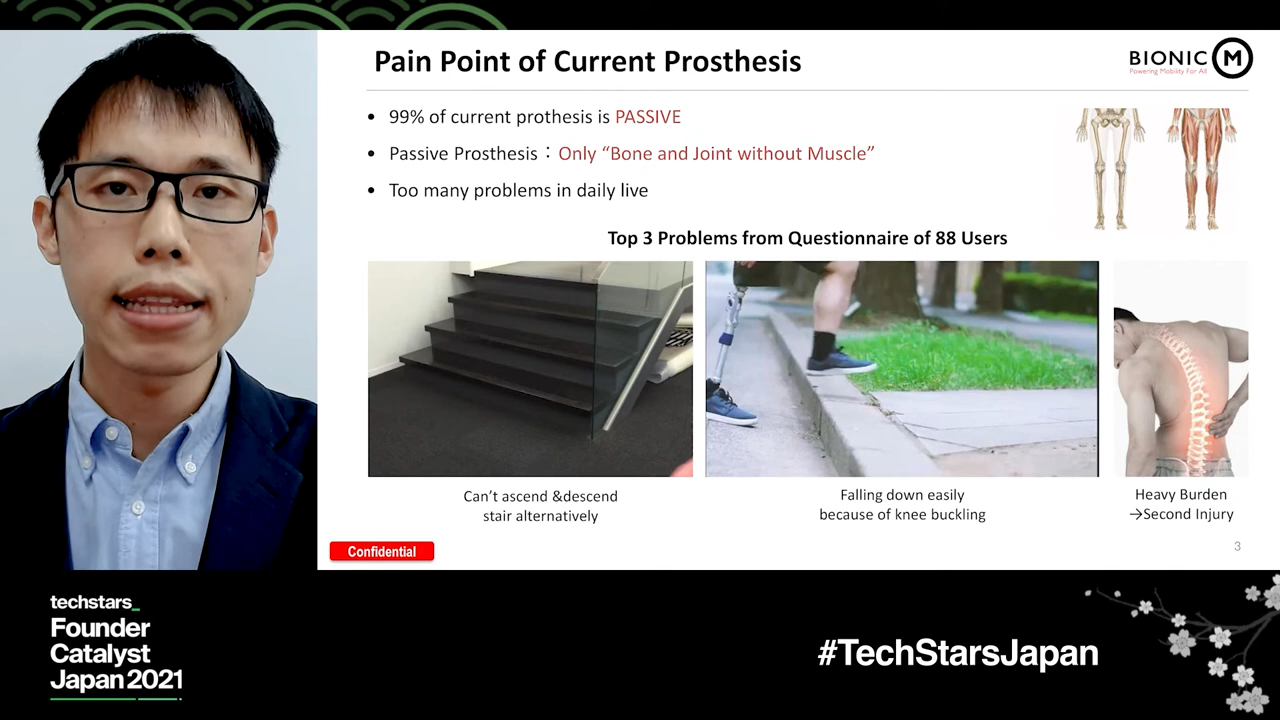 Pain Point of Current Prosthesis
BIONIC M
Powering Mobility For All
• 99% of current prothesis is PASSIVE
• Passive Prosthesis：Only “Bone and Joint without Muscle”
• Too many problems in daily live
Top 3 Problems from Questionnaire of 88 Users
Can’t ascend &descend
stair alternatively
Falling down easily
because of knee buckling
Heavy Burden
→Second Injury
Confidential
3
techstars_
Founder
Catalyst
Japan 2021
#TechStarsJapan